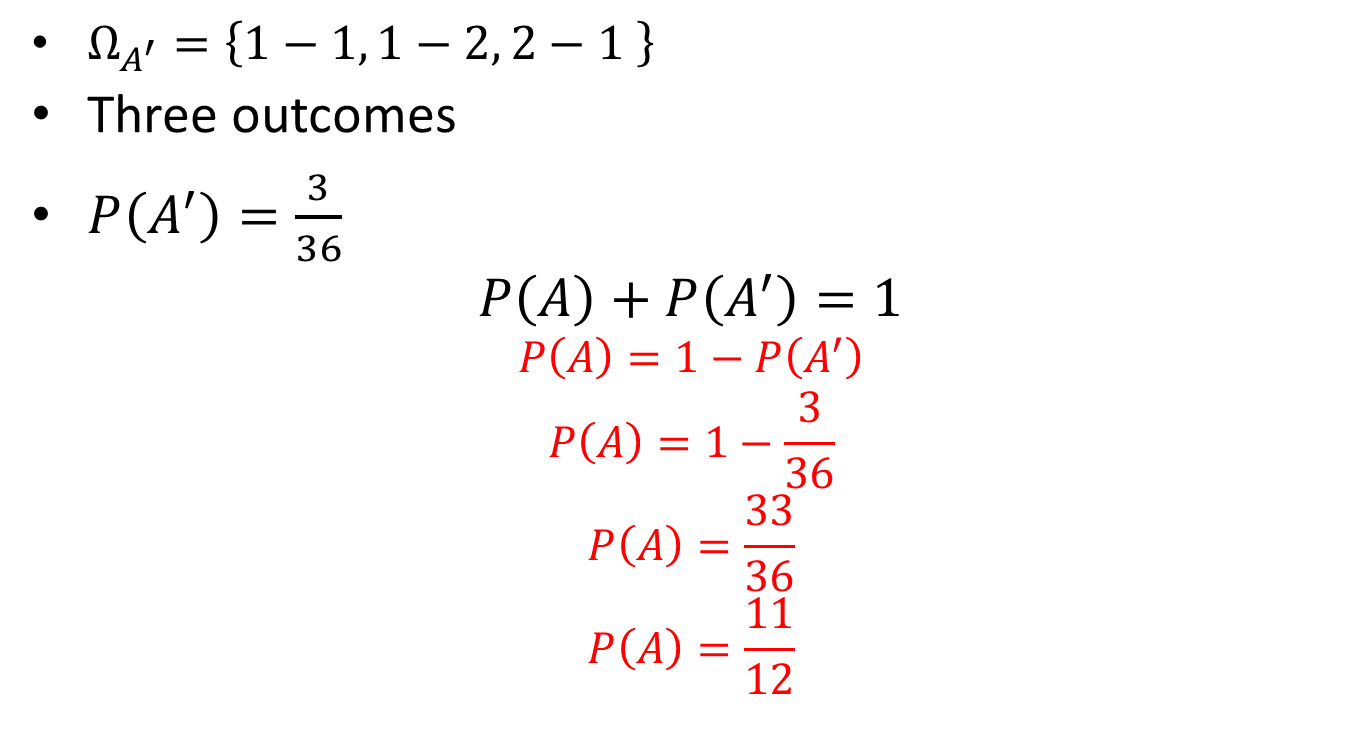 • Ω_{A′} = {1 − 1, 1 − 2, 2 − 1 }
• Three outcomes
• P(A′) = 3/36
P(A) + P(A′) = 1
P(A) = 1 − P(A′)
P(A) = 1 − 3/36
P(A) = 33/36
P(A) = 11/12